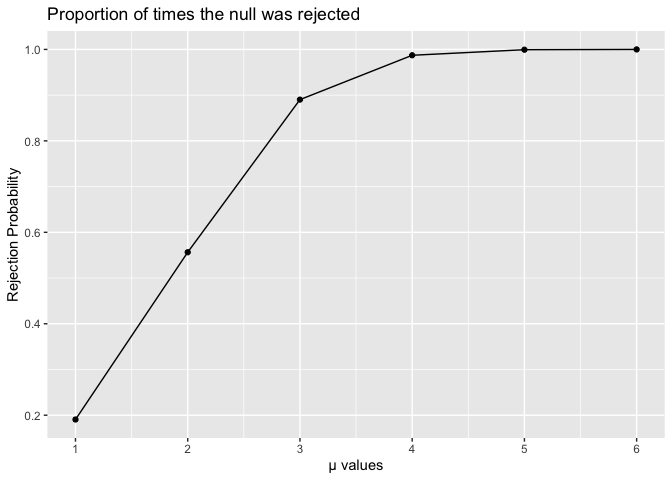 Proportion of times the null was rejected
1.0
0.8
0.6
0.4
0.2
Rejection Probability
1 2 3 4 5 6
μ values